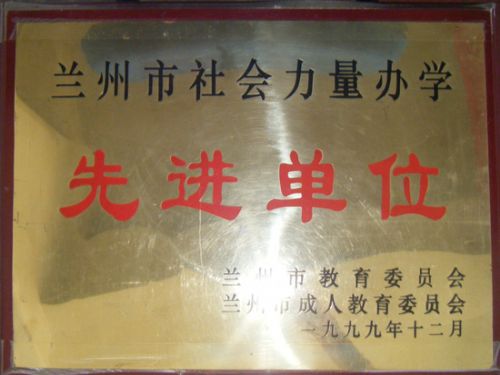 兰州市社会力量办学
先进单位
兰州市教育委员会
兰州市成人教育委员会
一九九九年十二月